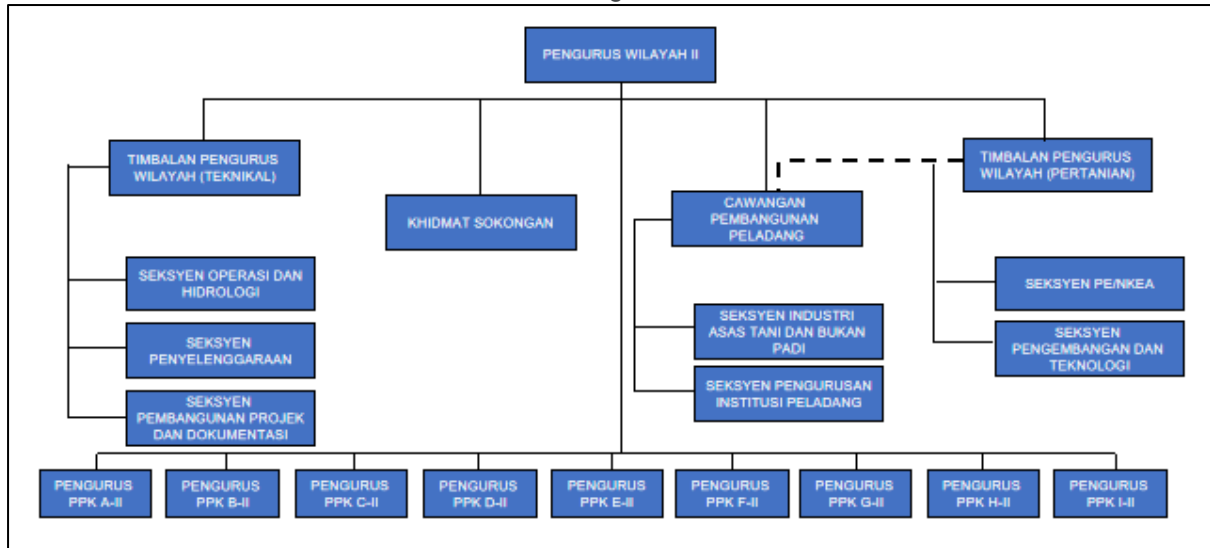 PENGURUS WILAYAH II
TIMBALAN PENGURUS
WILAYAH (TEKNIKAL)
KHIDMAT SOKONGAN
CAWANGAN
PEMBANGUNAN
PELADANG
TIMBALAN PENGURUS
WILAYAH (PERTANIAN)
SEKSYEN OPERASI DAN
HIDROLOGI
SEKSYEN
PENYELENGGARAAN
SEKSYEN
PEMBANGUNAN PROJEK
DAN DOKUMENTASI
SEKSYEN INDUSTRI
ASAS TANI DAN BUKAN
PADI
SEKSYEN PENGURUSAN
INSTITUSI PELADANG
SEKSYEN PE/NKEA
SEKSYEN
PENGEMBANGAN DAN
TEKNOLOGI
PENGURUS
PPK A-II
PENGURUS
PPK B-II
PENGURUS
PPK C-II
PENGURUS
PPK D-II
PENGURUS
PPK E-II
PENGURUS
PPK F-II
PENGURUS
PPK G-II
PENGURUS
PPK H-II
PENGURUS
PPK I-II